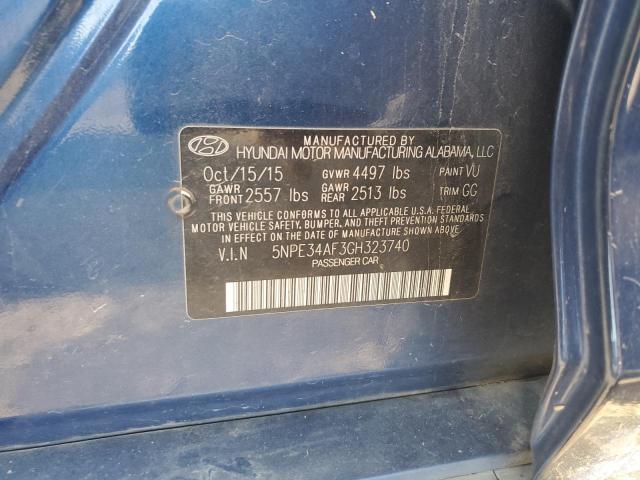 MANUFACTURED BY
HYUNDAI MOTOR MANUFACTURING ALABAMA, LLC
Oct/15/15 GVWR 4497 lbs PAINT VU
GAWR FRONT 2557 lbs GAWR REAR 2513 lbs TRIM GG
THIS VEHICLE CONFORMS TO ALL APPLICABLE U.S.A. FEDERAL
MOTOR VEHICLE SAFETY, BUMPER, AND THEFT PREVENTION STANDARDS
IN EFFECT ON THE DATE OF MANUFACTURE SHOWN ABOVE.
V.I.N 5NPE34AF3GH323740
PASSENGER CAR